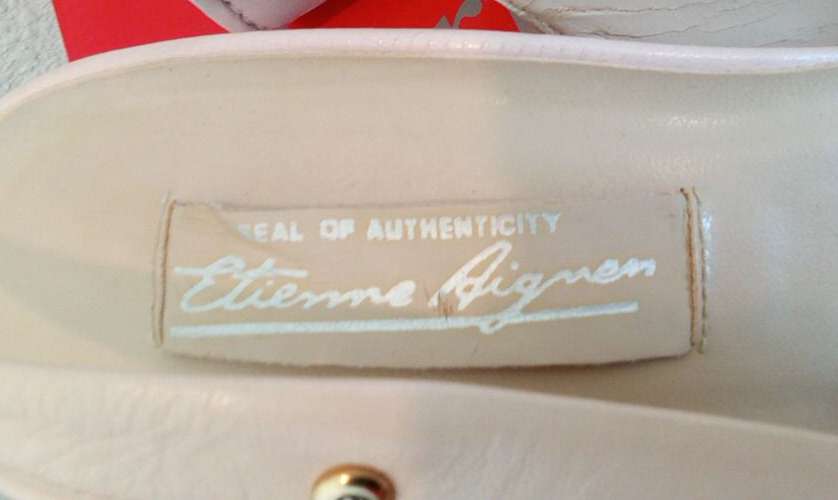 SEAL OF AUTHENTICITY
Etienne Aigner